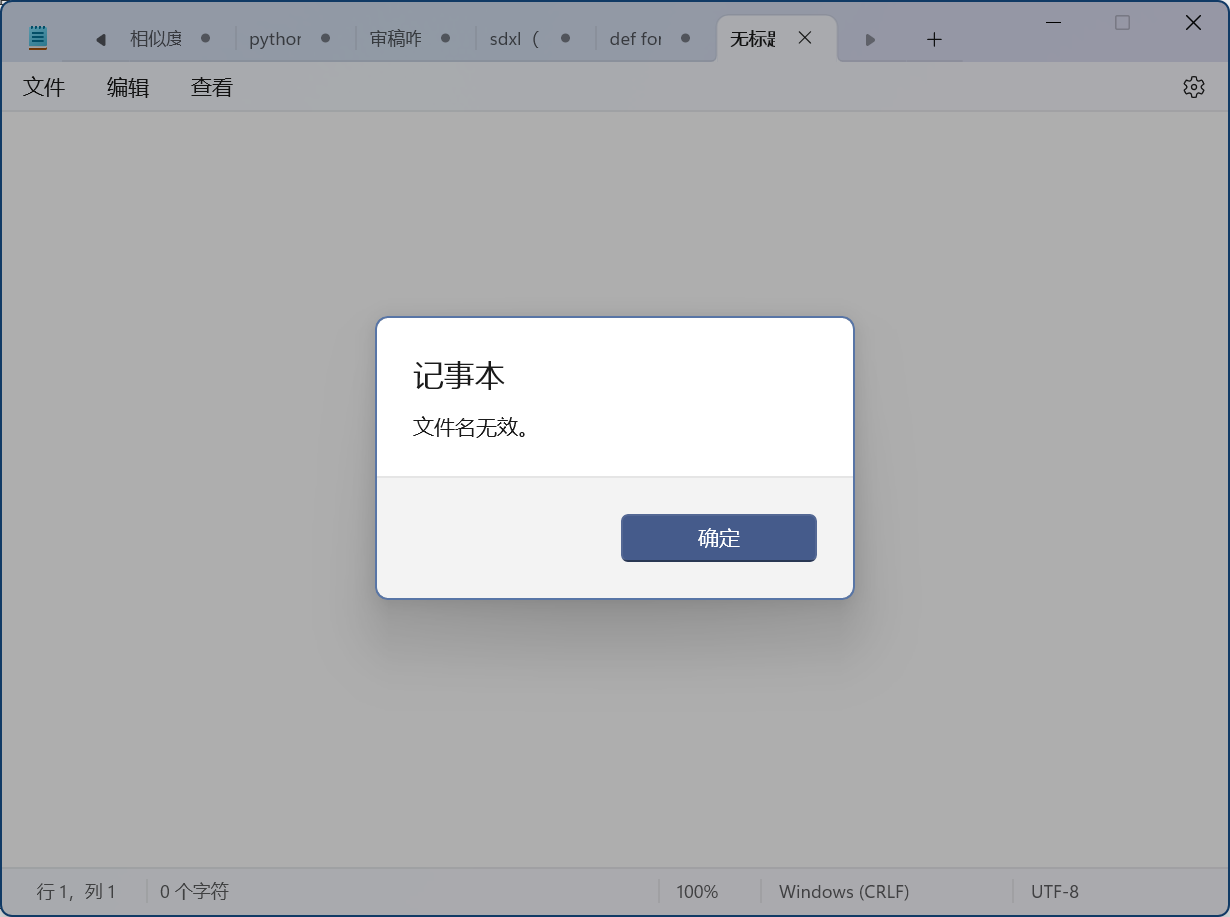 相似度
python
审稿咋
sdxl（
def for
无标题
文件
编辑
查看
记事本
文件名无效。
确定
行 1，列 1
0 个字符
100%
Windows (CRLF)
UTF-8